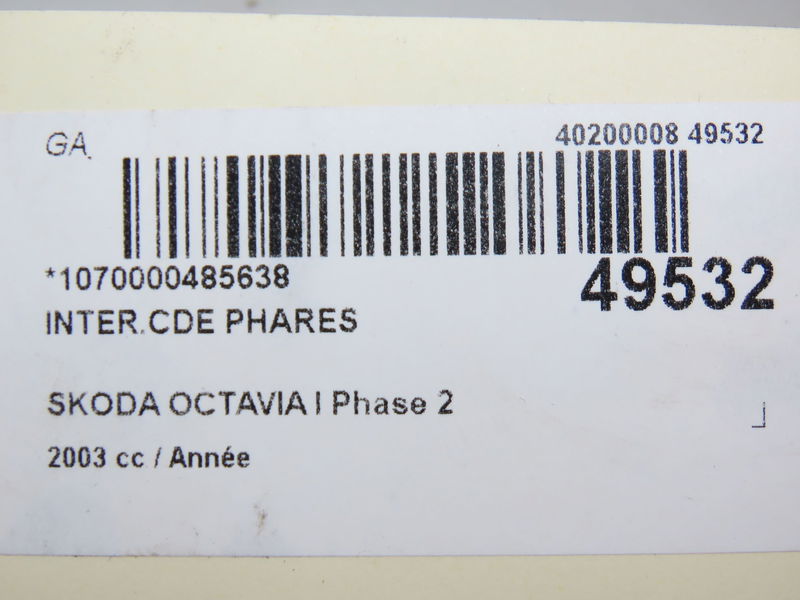 GA
40200008 49532
*1070000485638
49532
INTER.CDE PHARES
SKODA OCTAVIA I Phase 2
2003 cc / Année